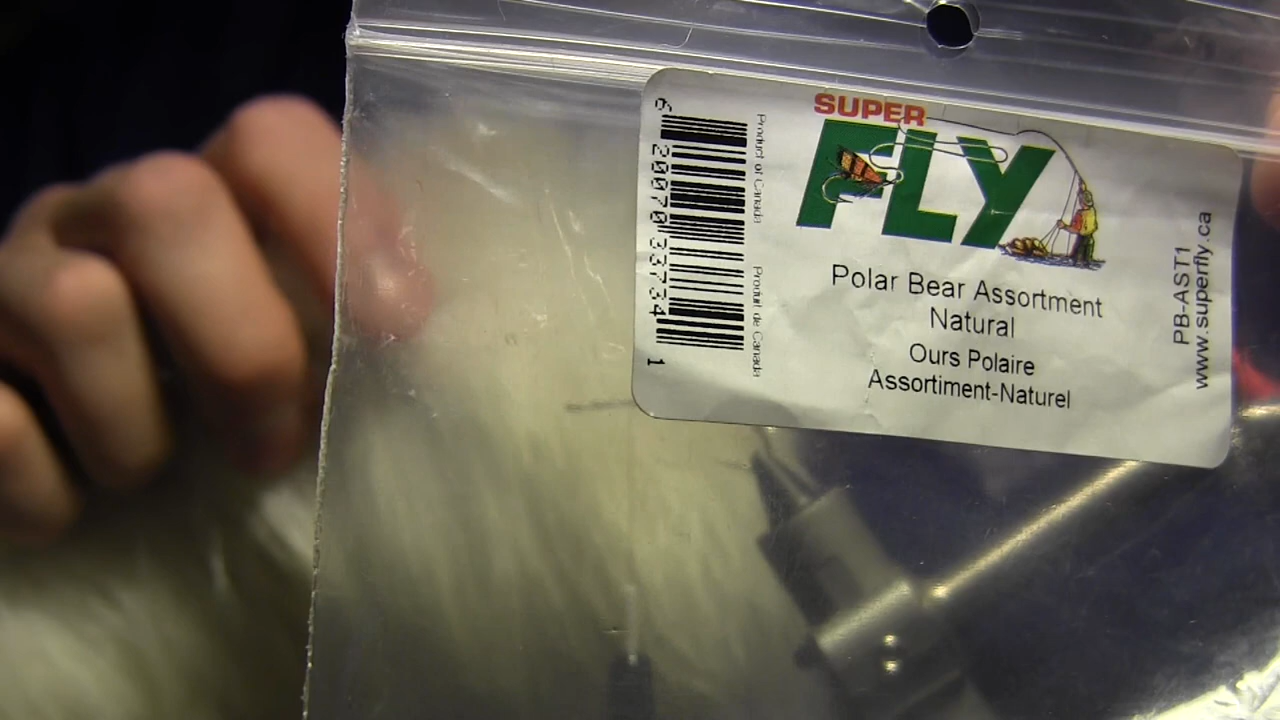 SUPER
FLY
Polar Bear Assortment
Natural
Ours Polaire
Assortiment-Naturel
PB-AST1
www.superfly.ca
Product of Canada
Produit de Canada
6 20070 33734 1